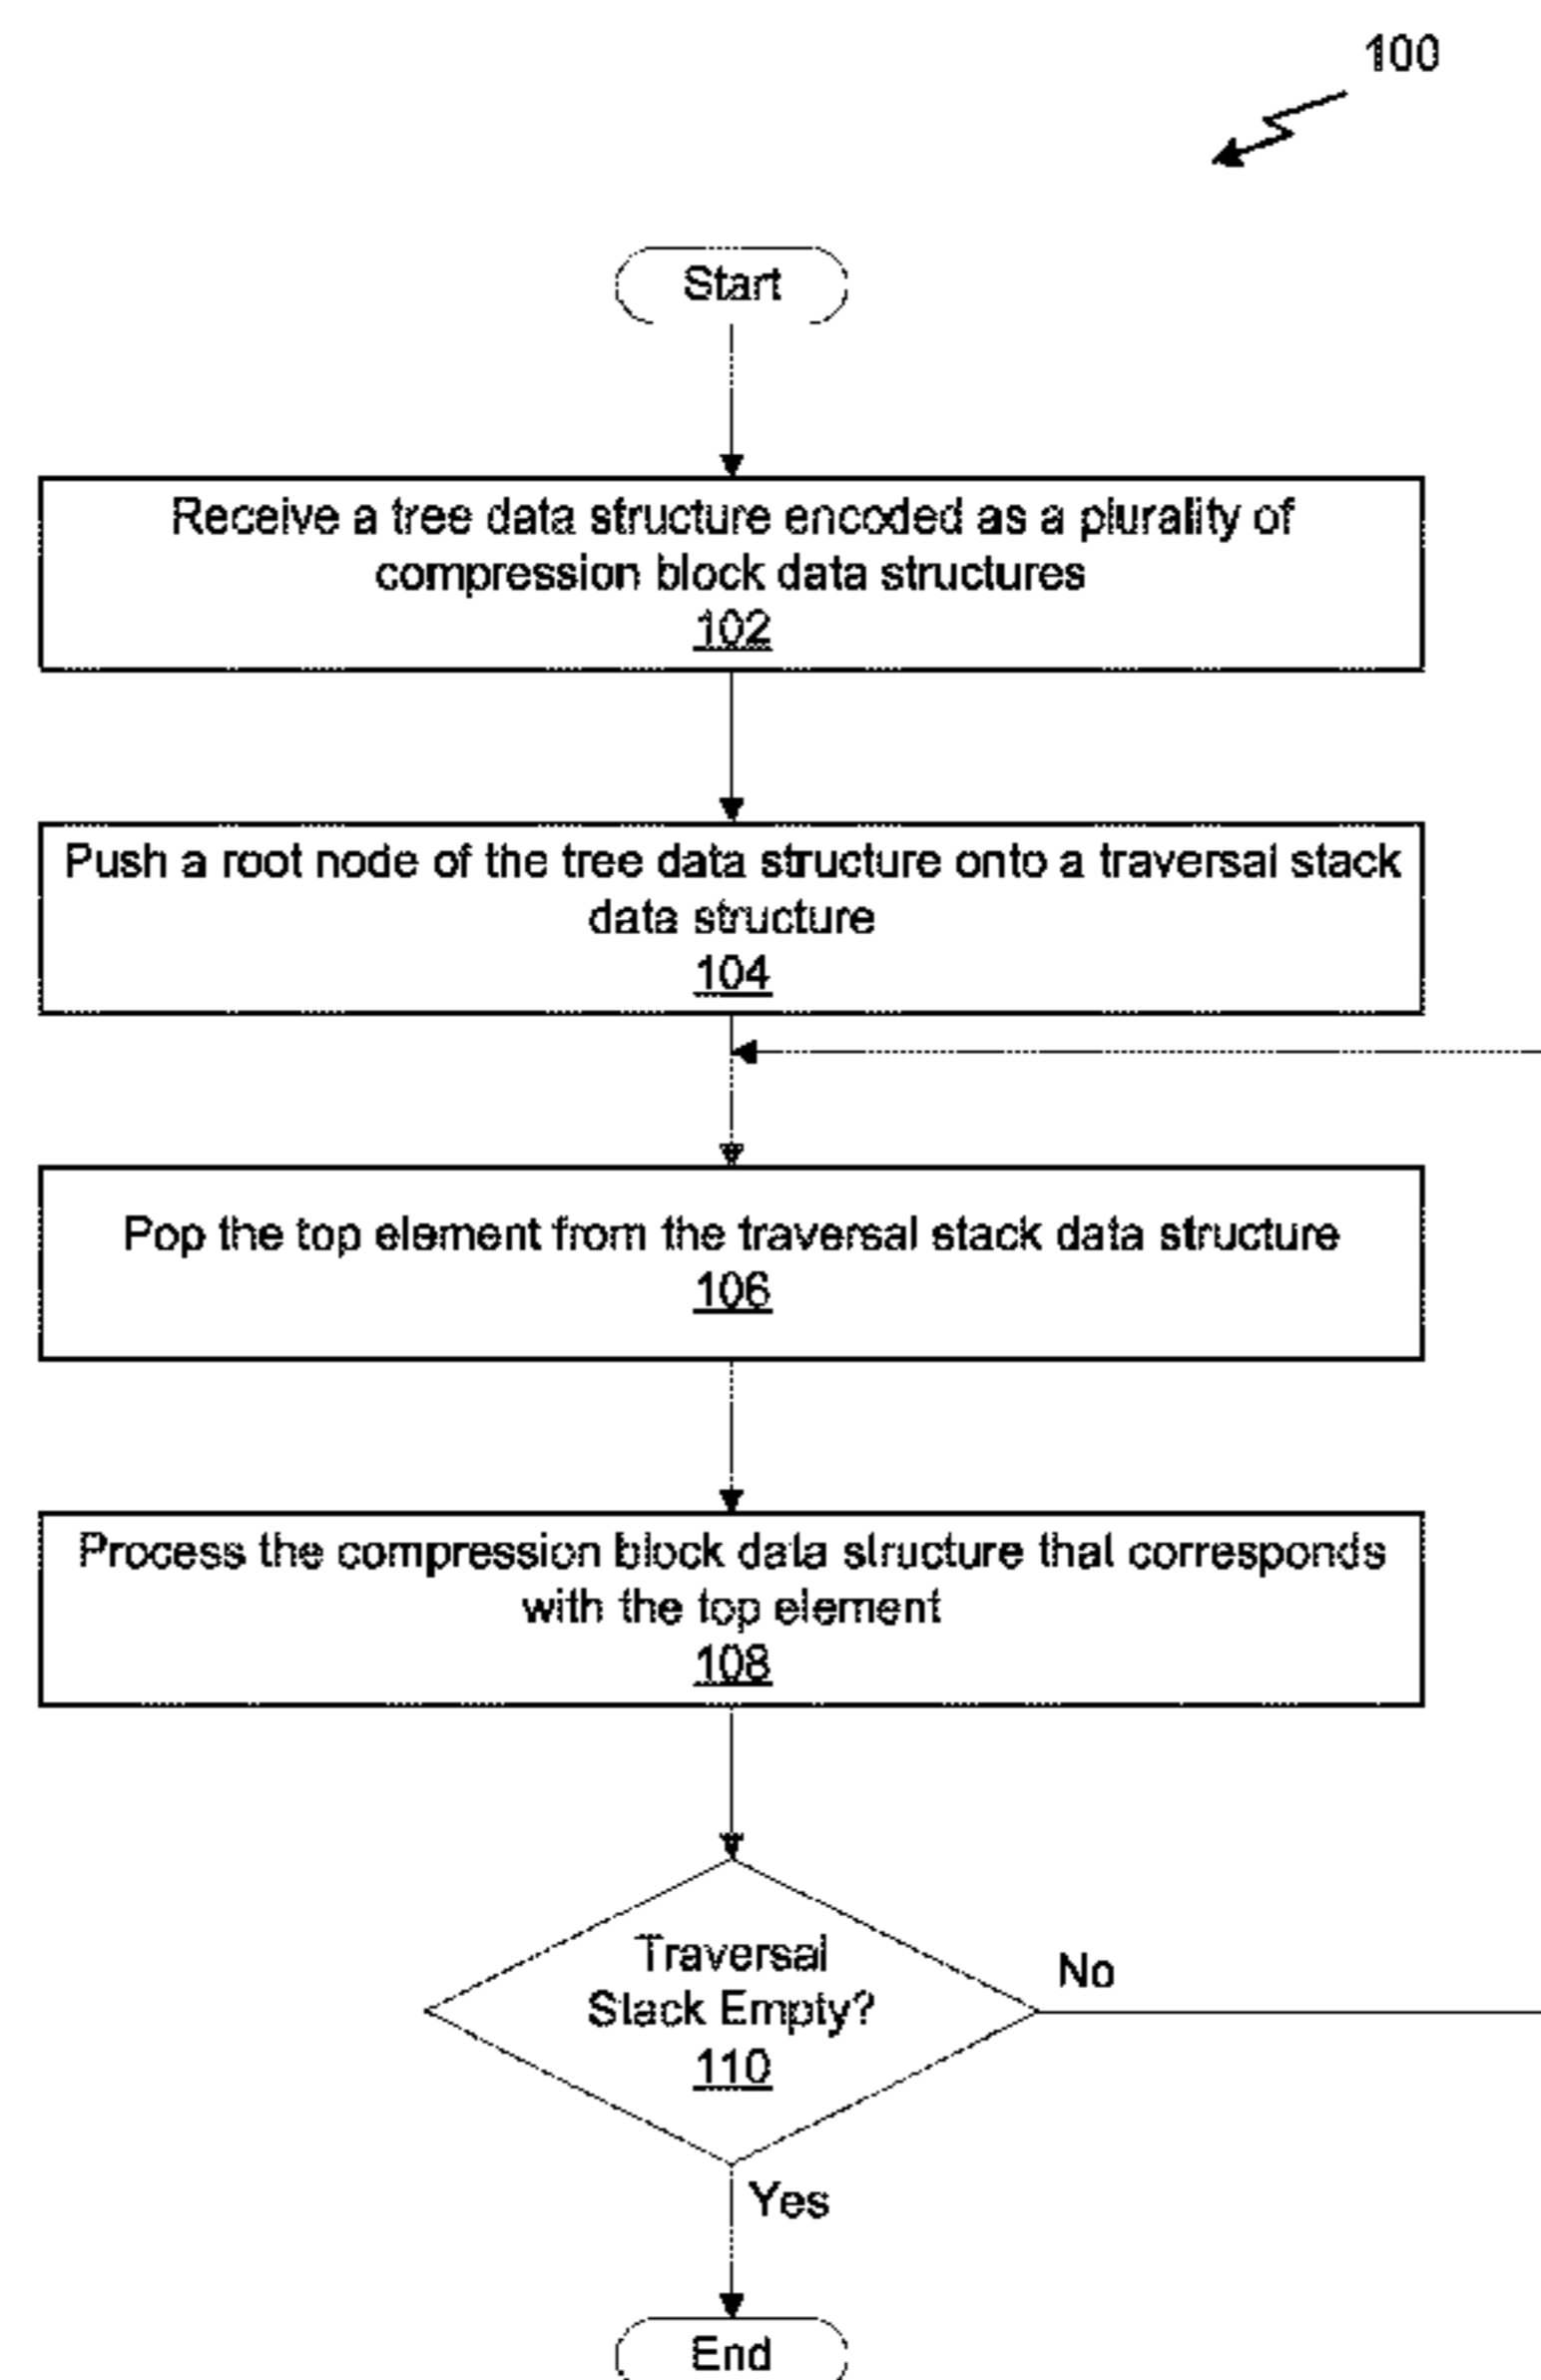 100
Start
Receive a tree data structure encoded as a plurality of
compression block data structures
102
Push a root node of the tree data structure onto a traversal stack
data structure
104
Pop the top element from the traversal stack data structure
106
Process the compression block data structure that corresponds
with the top element
108
Traversal
Stack Empty?
110
No
Yes
End